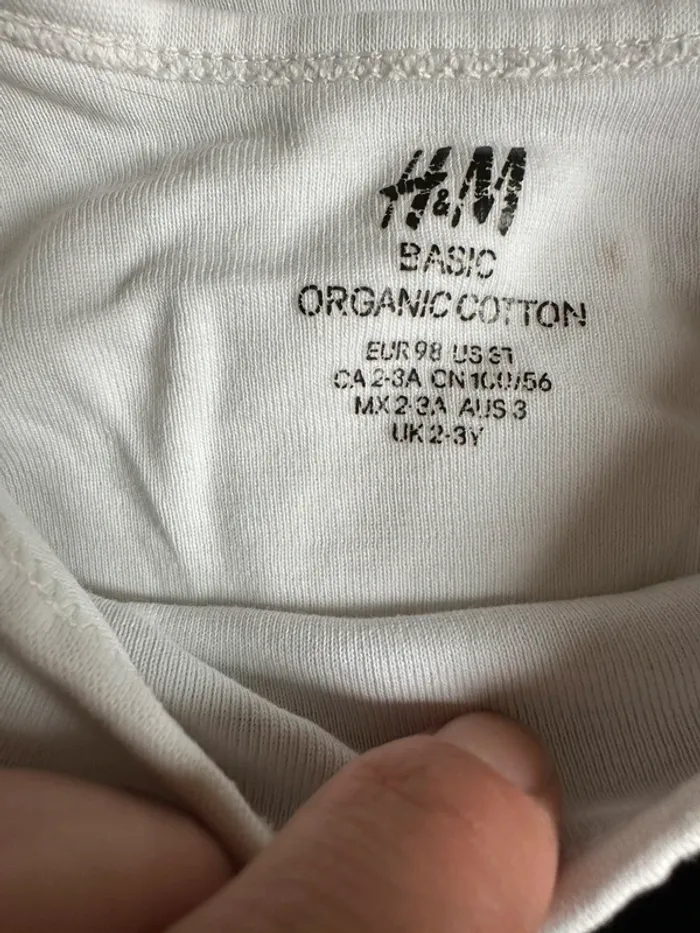 H&M
BASIC
ORGANIC COTTON
EUR 98 US 3T
CA 2-3A CN 100/56
MX 2-3A AUS 3
UK 2-3Y